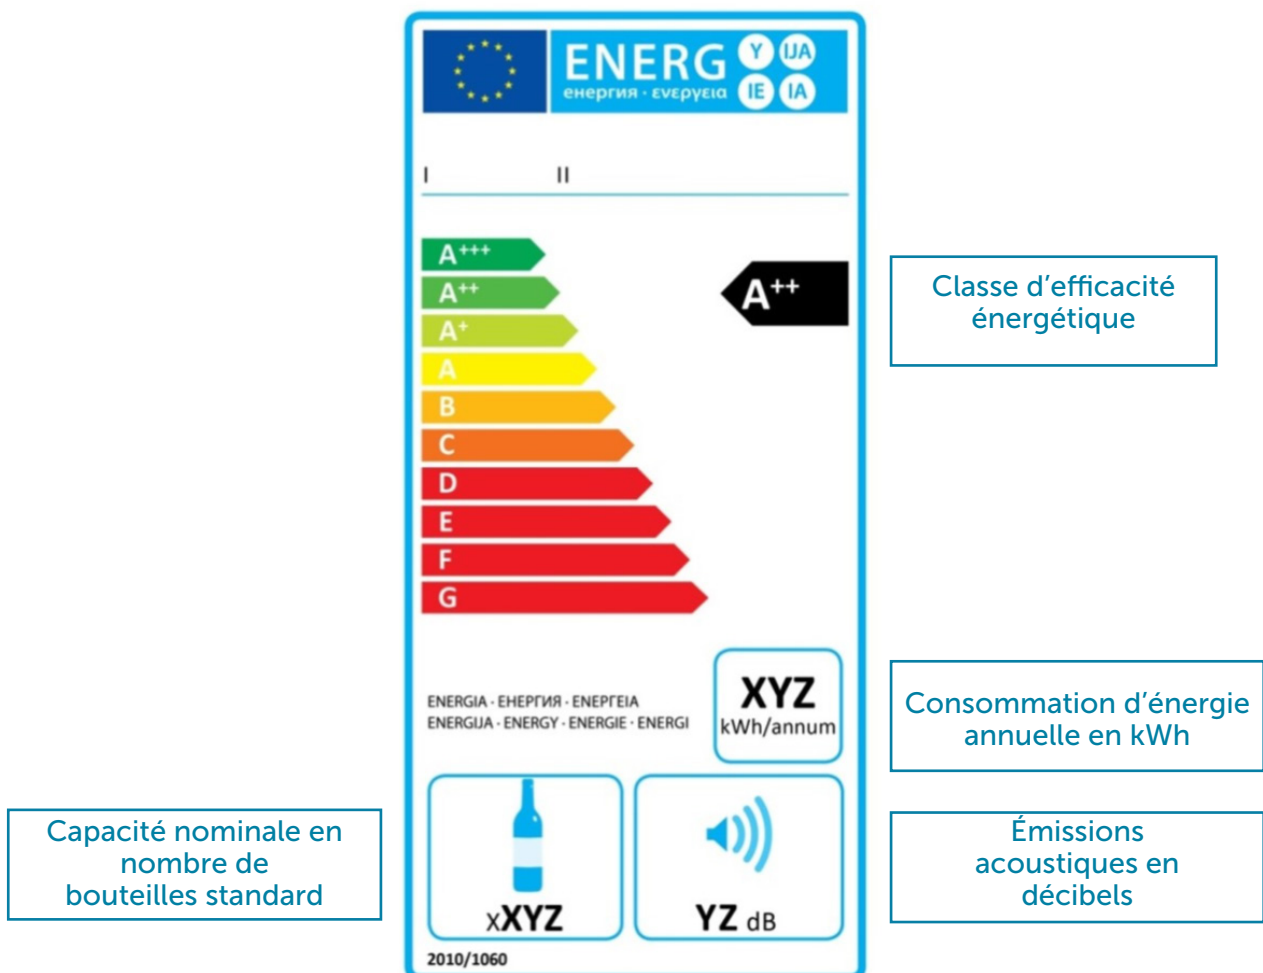 ENERG Y IJA
енергия · ενεργεια IE IA
I II
A+++
A++
A++
Classe d’efficacité
énergétique
A+
A
B
C
D
E
F
G
ENERGIA · ЕНЕРГИЯ · ΕΝΕΡΓΕΙΑ
ENERGIJA · ENERGY · ENERGIE · ENERGI
XYZ
kWh/annum
Consommation d’énergie
annuelle en kWh
Capacité nominale en
nombre de
bouteilles standard
XXYZ
YZ dB
Émissions
acoustiques en
décibels
2010/1060